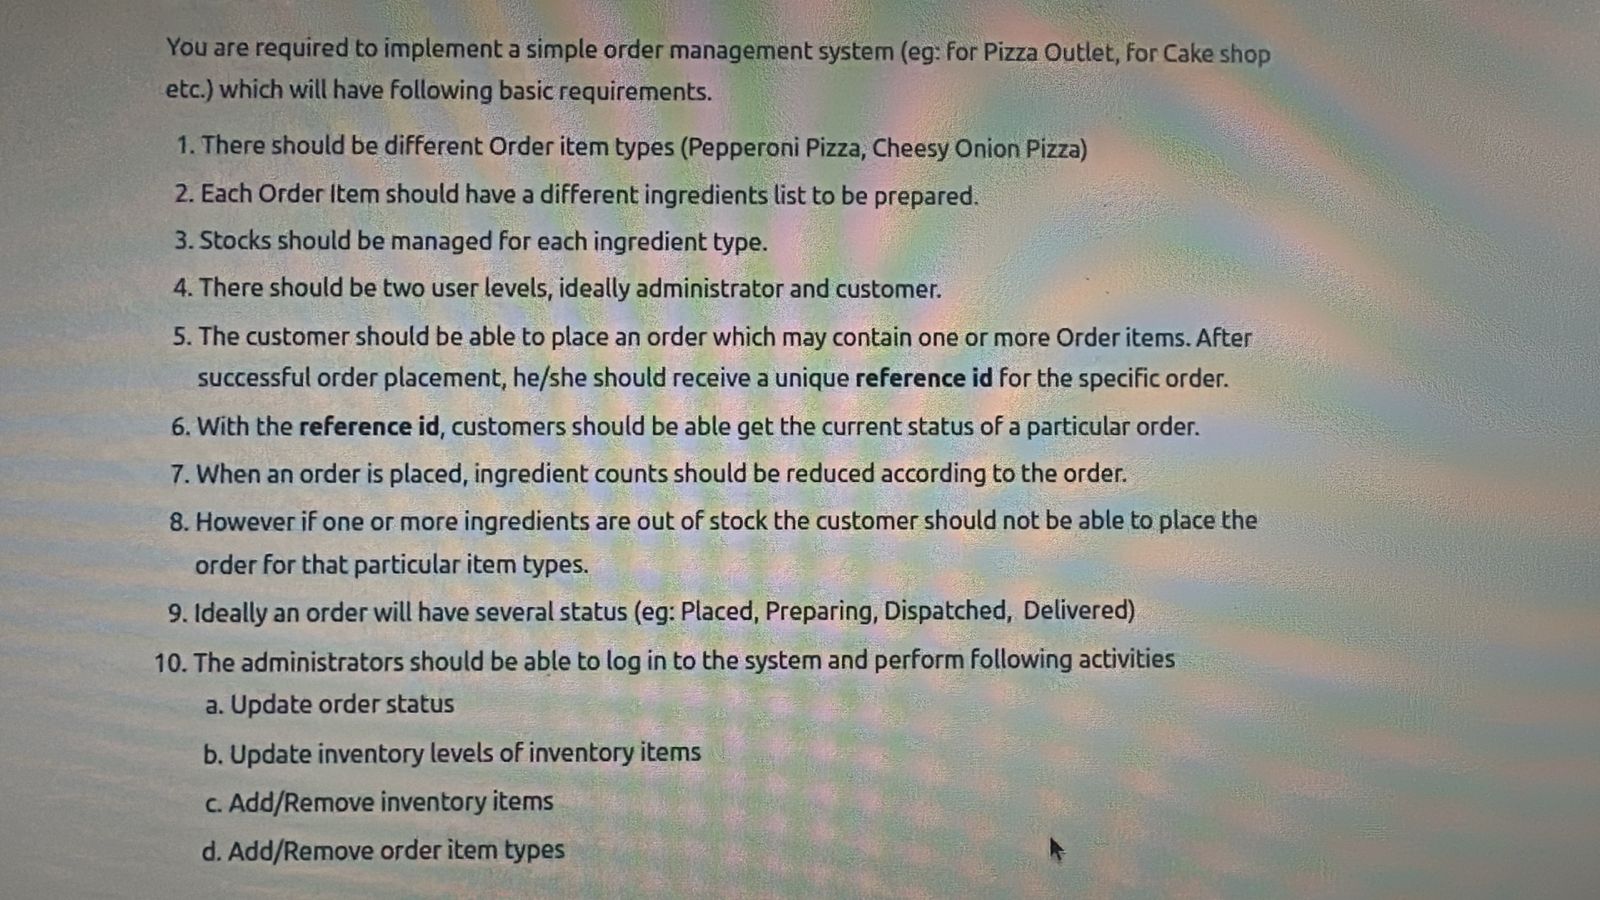 You are required to implement a simple order management system (eg: for Pizza Outlet, for Cake shop
etc.) which will have following basic requirements.
1. There should be different Order item types (Pepperoni Pizza, Cheesy Onion Pizza)
2. Each Order Item should have a different ingredients list to be prepared.
3. Stocks should be managed for each ingredient type.
4. There should be two user levels, ideally administrator and customer.
5. The customer should be able to place an order which may contain one or more Order items. After
successful order placement, he/she should receive a unique reference id for the specific order.
6. With the reference id, customers should be able get the current status of a particular order.
7. When an order is placed, ingredient counts should be reduced according to the order.
8. However if one or more ingredients are out of stock the customer should not be able to place the
order for that particular item types.
9. Ideally an order will have several status (eg: Placed, Preparing, Dispatched, Delivered)
10. The administrators should be able to log in to the system and perform following activities
a. Update order status
b. Update inventory levels of inventory items
c. Add/Remove inventory items
d. Add/Remove order item types